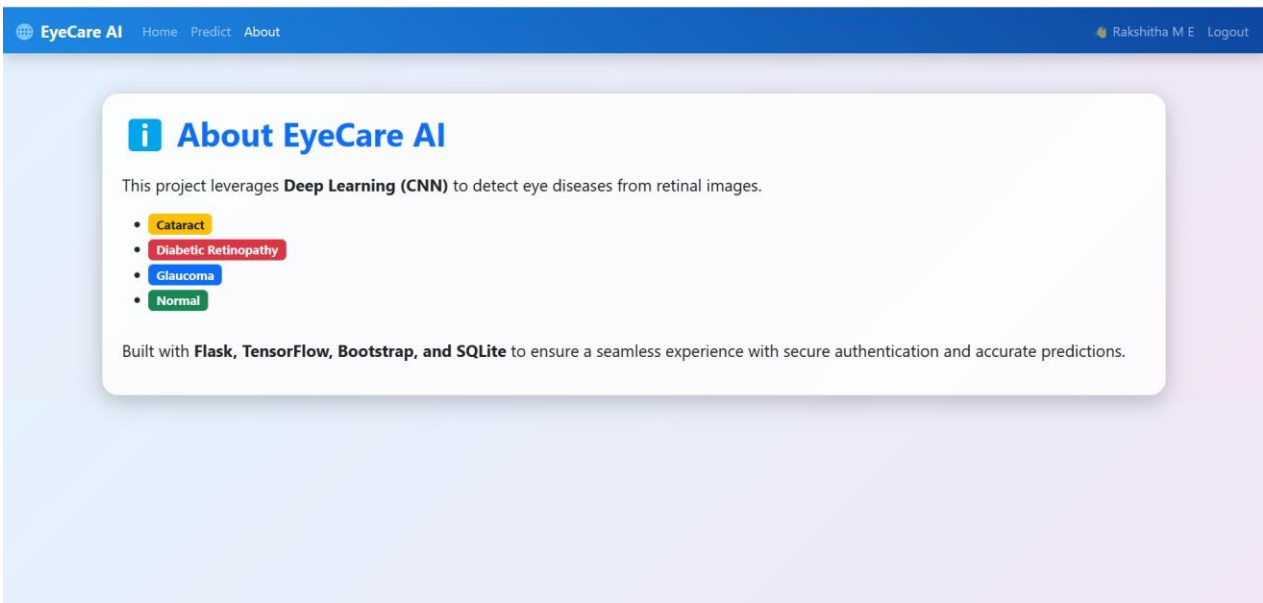 EyeCare AI Home Predict About Rakshitha M E Logout
About EyeCare AI
This project leverages Deep Learning (CNN) to detect eye diseases from retinal images.
Cataract
Diabetic Retinopathy
Glaucoma
Normal
Built with Flask, TensorFlow, Bootstrap, and SQLite to ensure a seamless experience with secure authentication and accurate predictions.